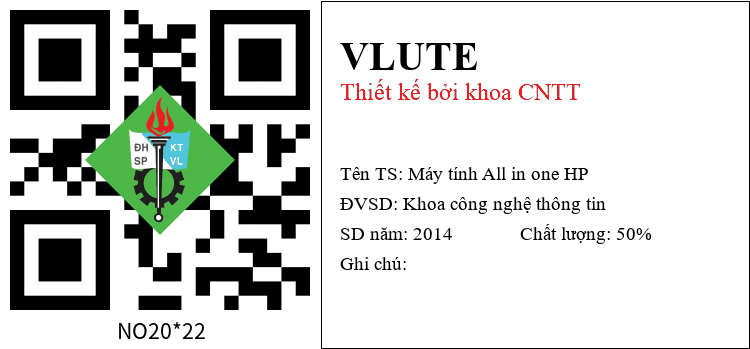 ĐH KT
SP VL
NO20*22
VLUTE
Thiết kế bởi khoa CNTT
Tên TS: Máy tính All in one HP
ĐVSD: Khoa công nghệ thông tin
SD năm: 2014 Chất lượng: 50%
Ghi chú: